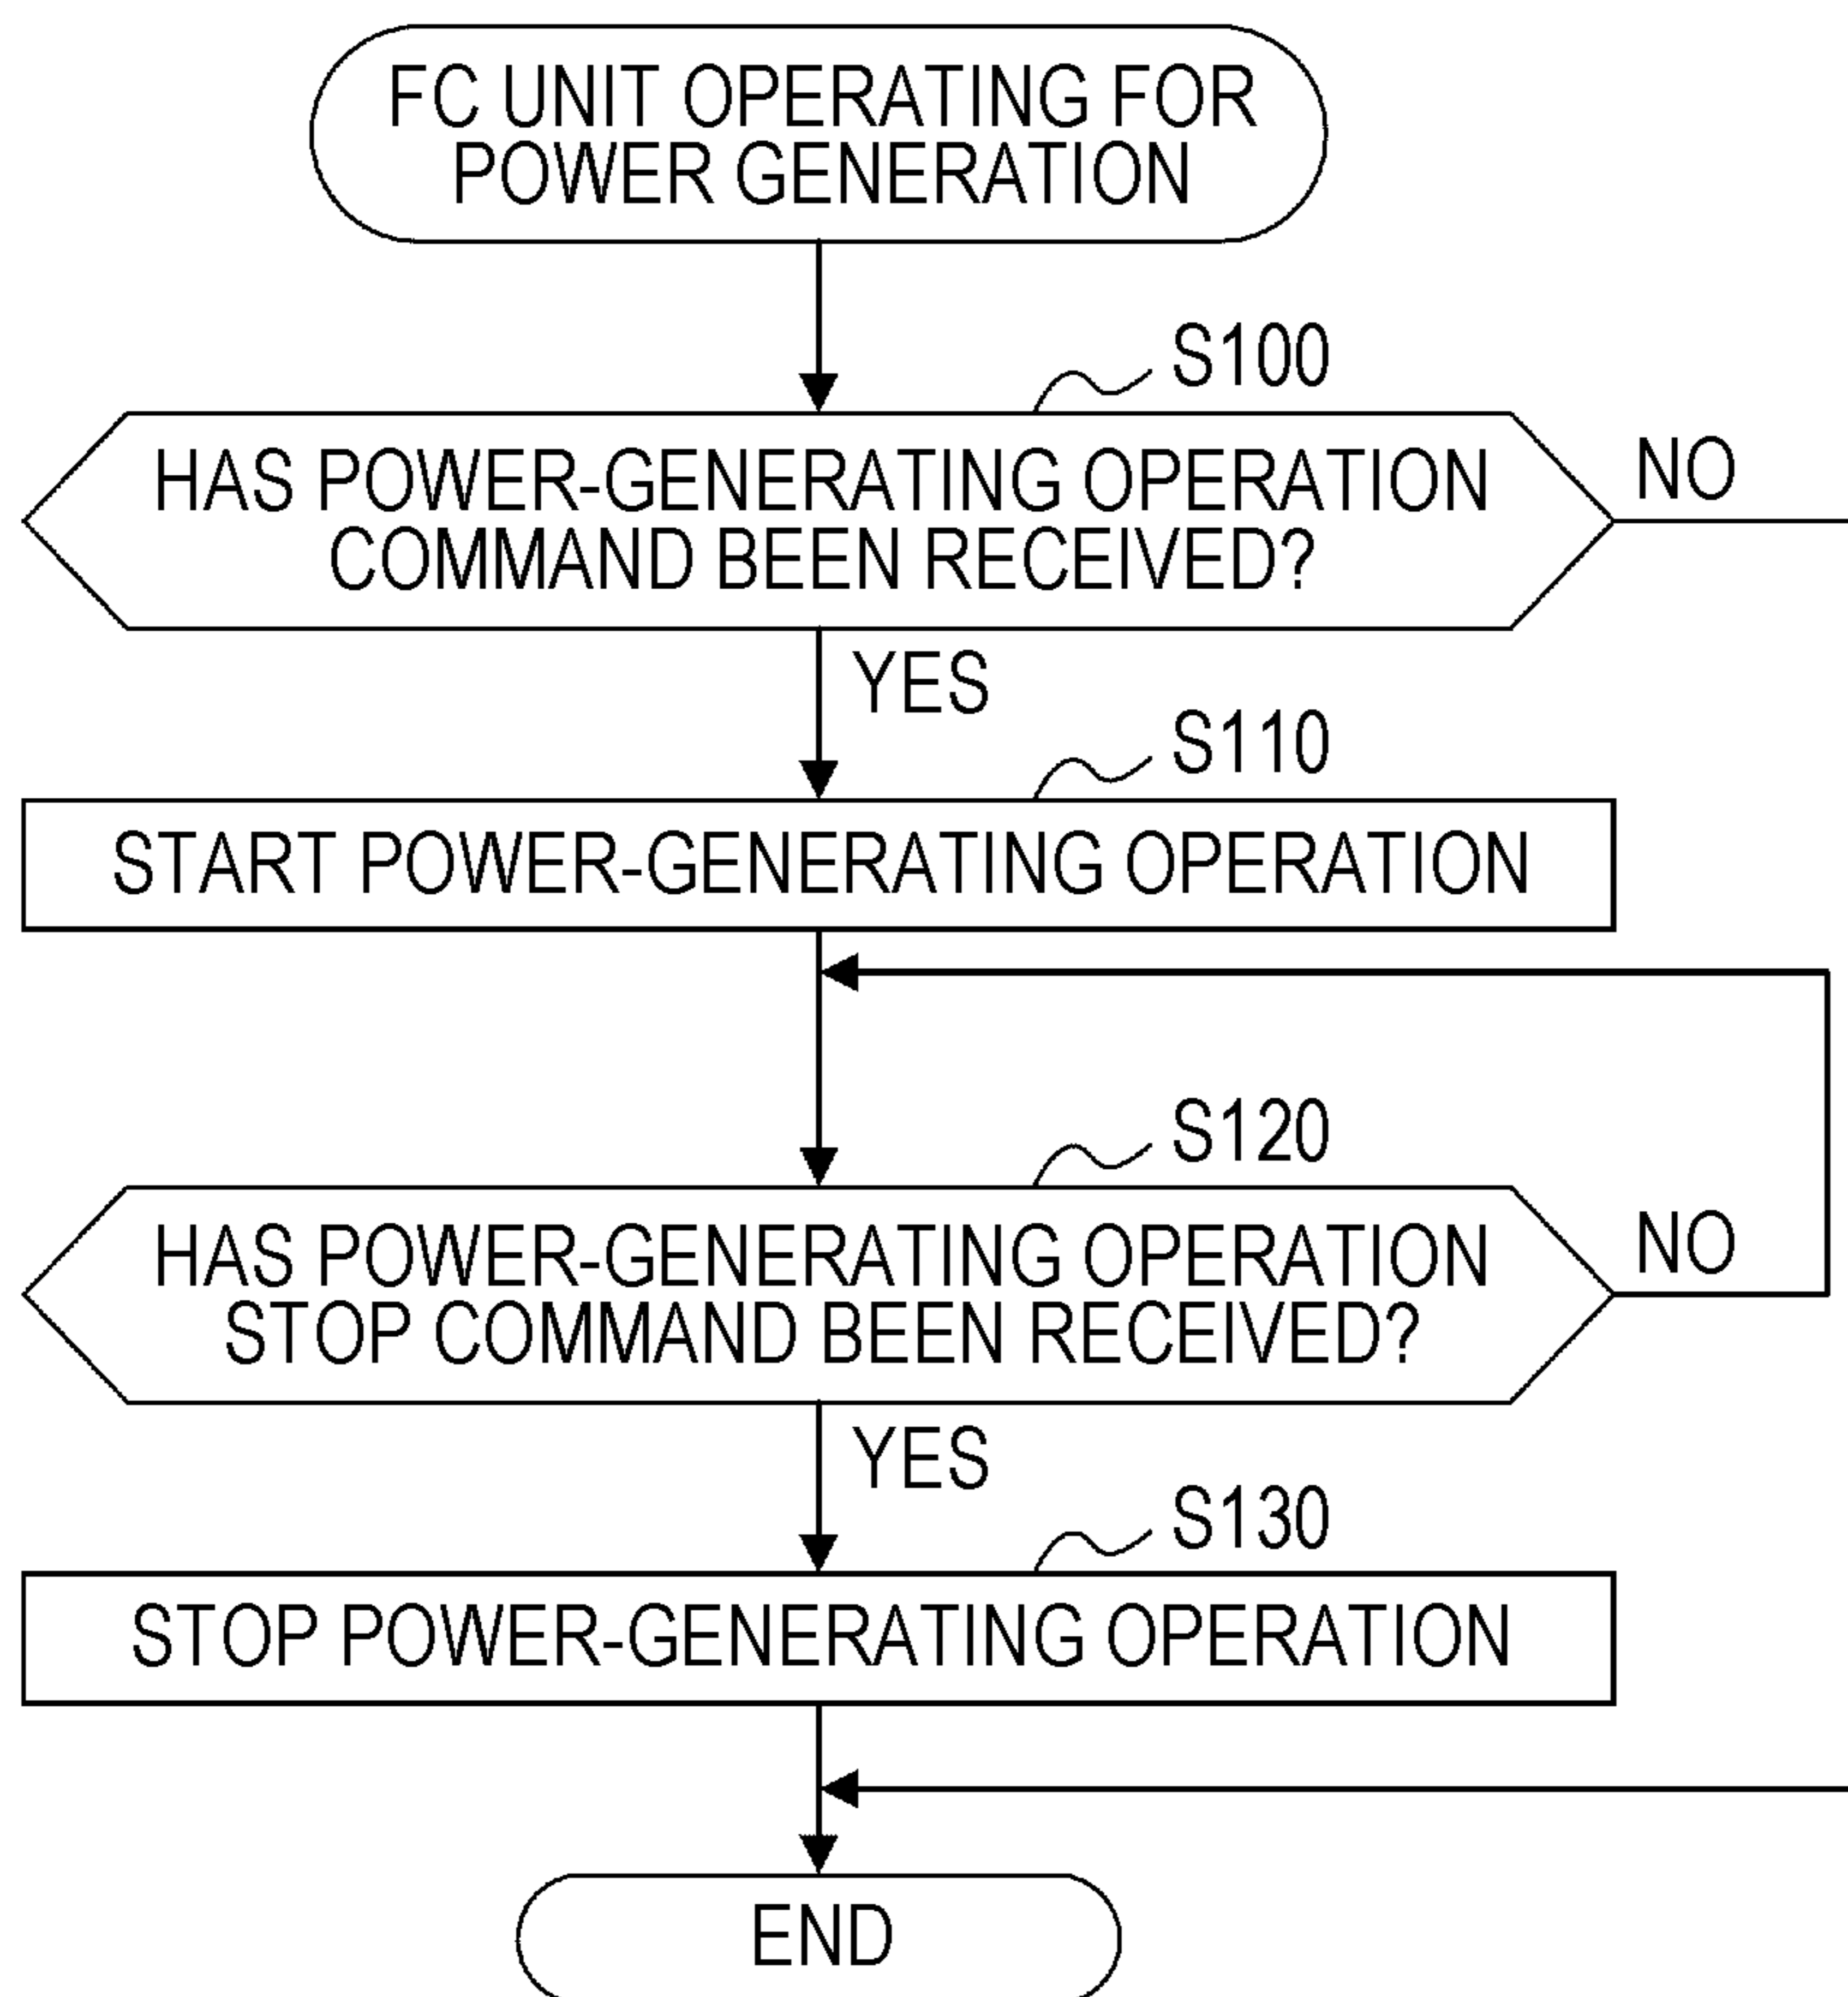 FC UNIT OPERATING FOR
POWER GENERATION
S100
HAS POWER-GENERATING OPERATION
COMMAND BEEN RECEIVED?
NO
YES
S110
START POWER-GENERATING OPERATION
S120
HAS POWER-GENERATING OPERATION
STOP COMMAND BEEN RECEIVED?
NO
YES
S130
STOP POWER-GENERATING OPERATION
END